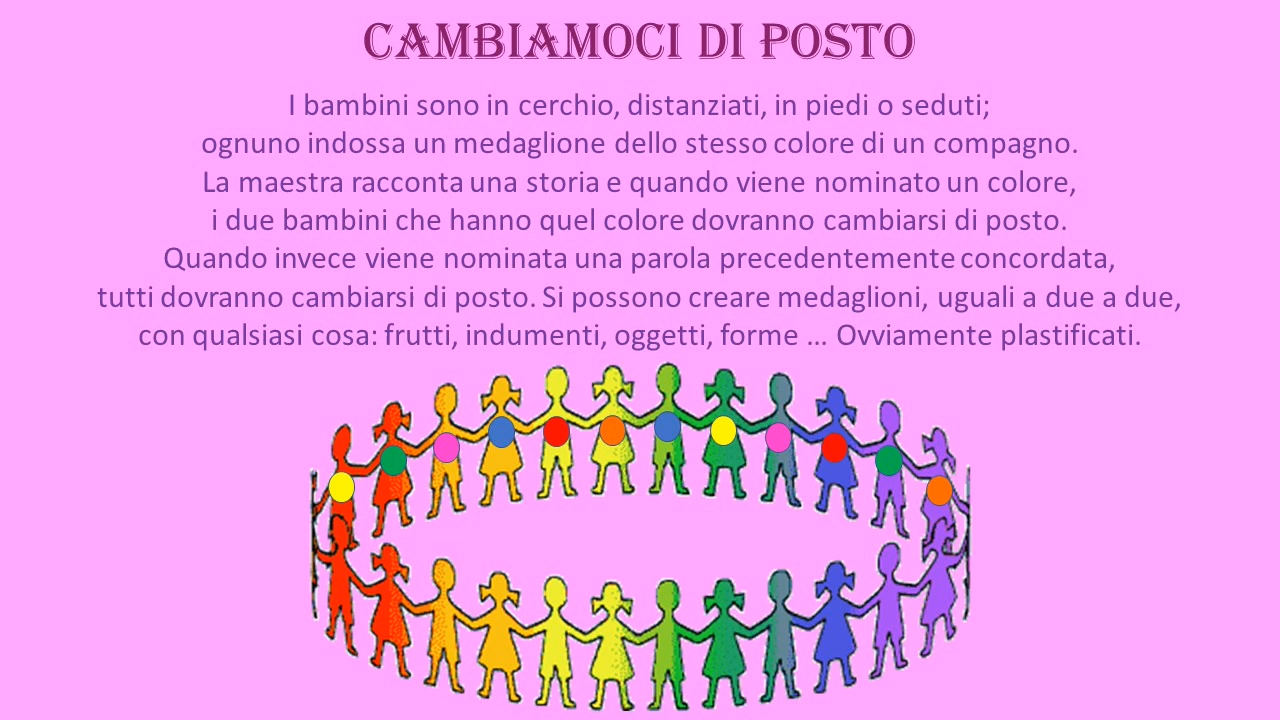 CAMBIAMOCI DI POSTO
I bambini sono in cerchio, distanziati, in piedi o seduti;
ognuno indossa un medaglione dello stesso colore di un compagno.
La maestra racconta una storia e quando viene nominato un colore,
i due bambini che hanno quel colore dovranno cambiarsi di posto.
Quando invece viene nominata una parola precedentemente concordata,
tutti dovranno cambiarsi di posto. Si possono creare medaglioni, uguali a due a due,
con qualsiasi cosa: frutti, indumenti, oggetti, forme … Ovviamente plastificati.